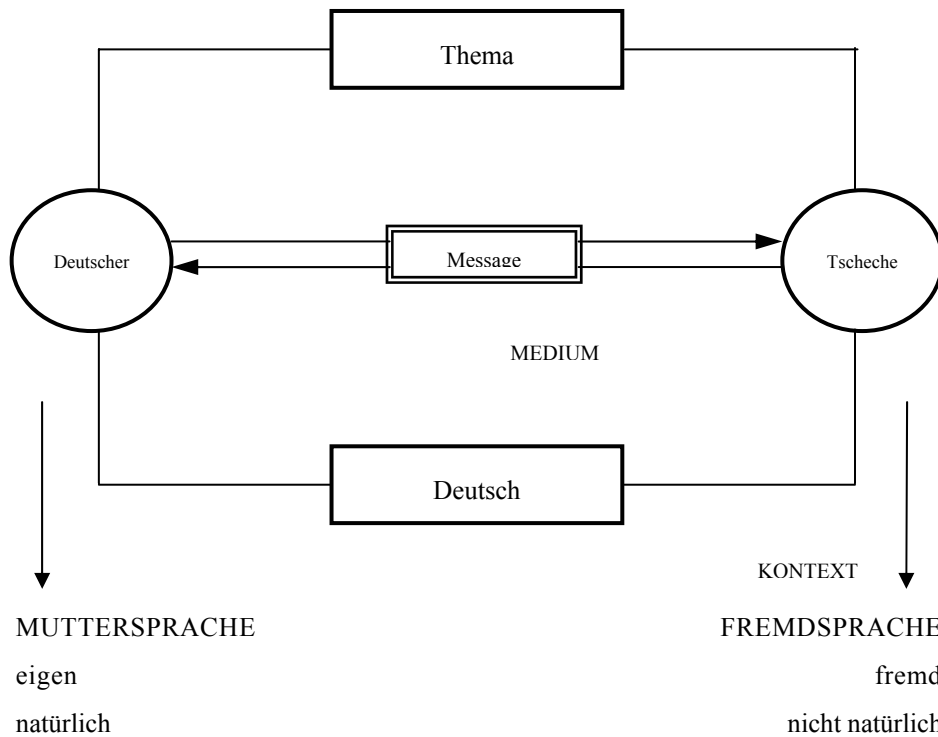 Thema
Deutscher
Message
Tscheche
MEDIUM
Deutsch
KONTEXT
MUTTERSPRACHE
FREMDSPRACHE
eigen
fremd
natürlich
nicht natürlich